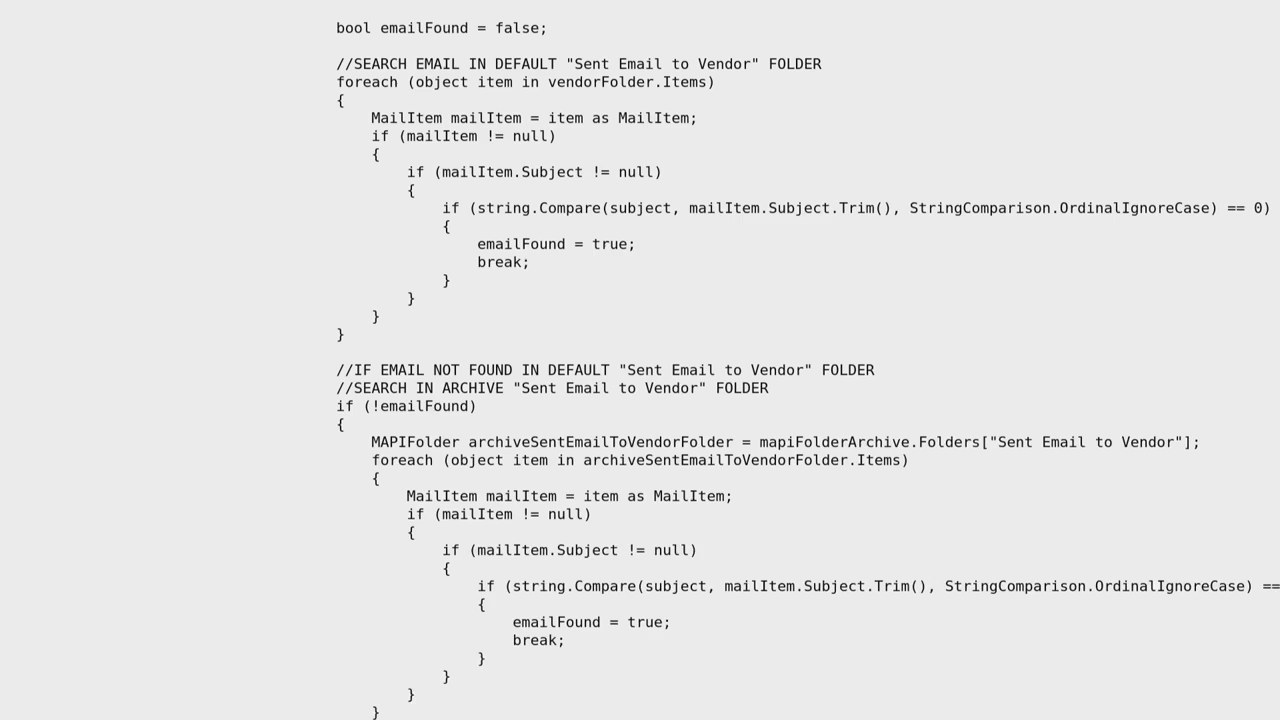 bool emailFound = false;
//SEARCH EMAIL IN DEFAULT "Sent Email to Vendor" FOLDER
foreach (object item in vendorFolder.Items)
{
MailItem mailItem = item as MailItem;
if (mailItem != null)
{
if (mailItem.Subject != null)
{
if (string.Compare(subject, mailItem.Subject.Trim(), StringComparison.OrdinalIgnoreCase) == 0)
{
emailFound = true;
break;
}
}
}
}
//IF EMAIL NOT FOUND IN DEFAULT "Sent Email to Vendor" FOLDER
//SEARCH IN ARCHIVE "Sent Email to Vendor" FOLDER
if (!emailFound)
{
MAPIFolder archiveSentEmailToVendorFolder = mapiFolderArchive.Folders["Sent Email to Vendor"];
foreach (object item in archiveSentEmailToVendorFolder.Items)
{
MailItem mailItem = item as MailItem;
if (mailItem != null)
{
if (mailItem.Subject != null)
{
if (string.Compare(subject, mailItem.Subject.Trim(), StringComparison.OrdinalIgnoreCase) ==
{
emailFound = true;
break;
}
}
}
}